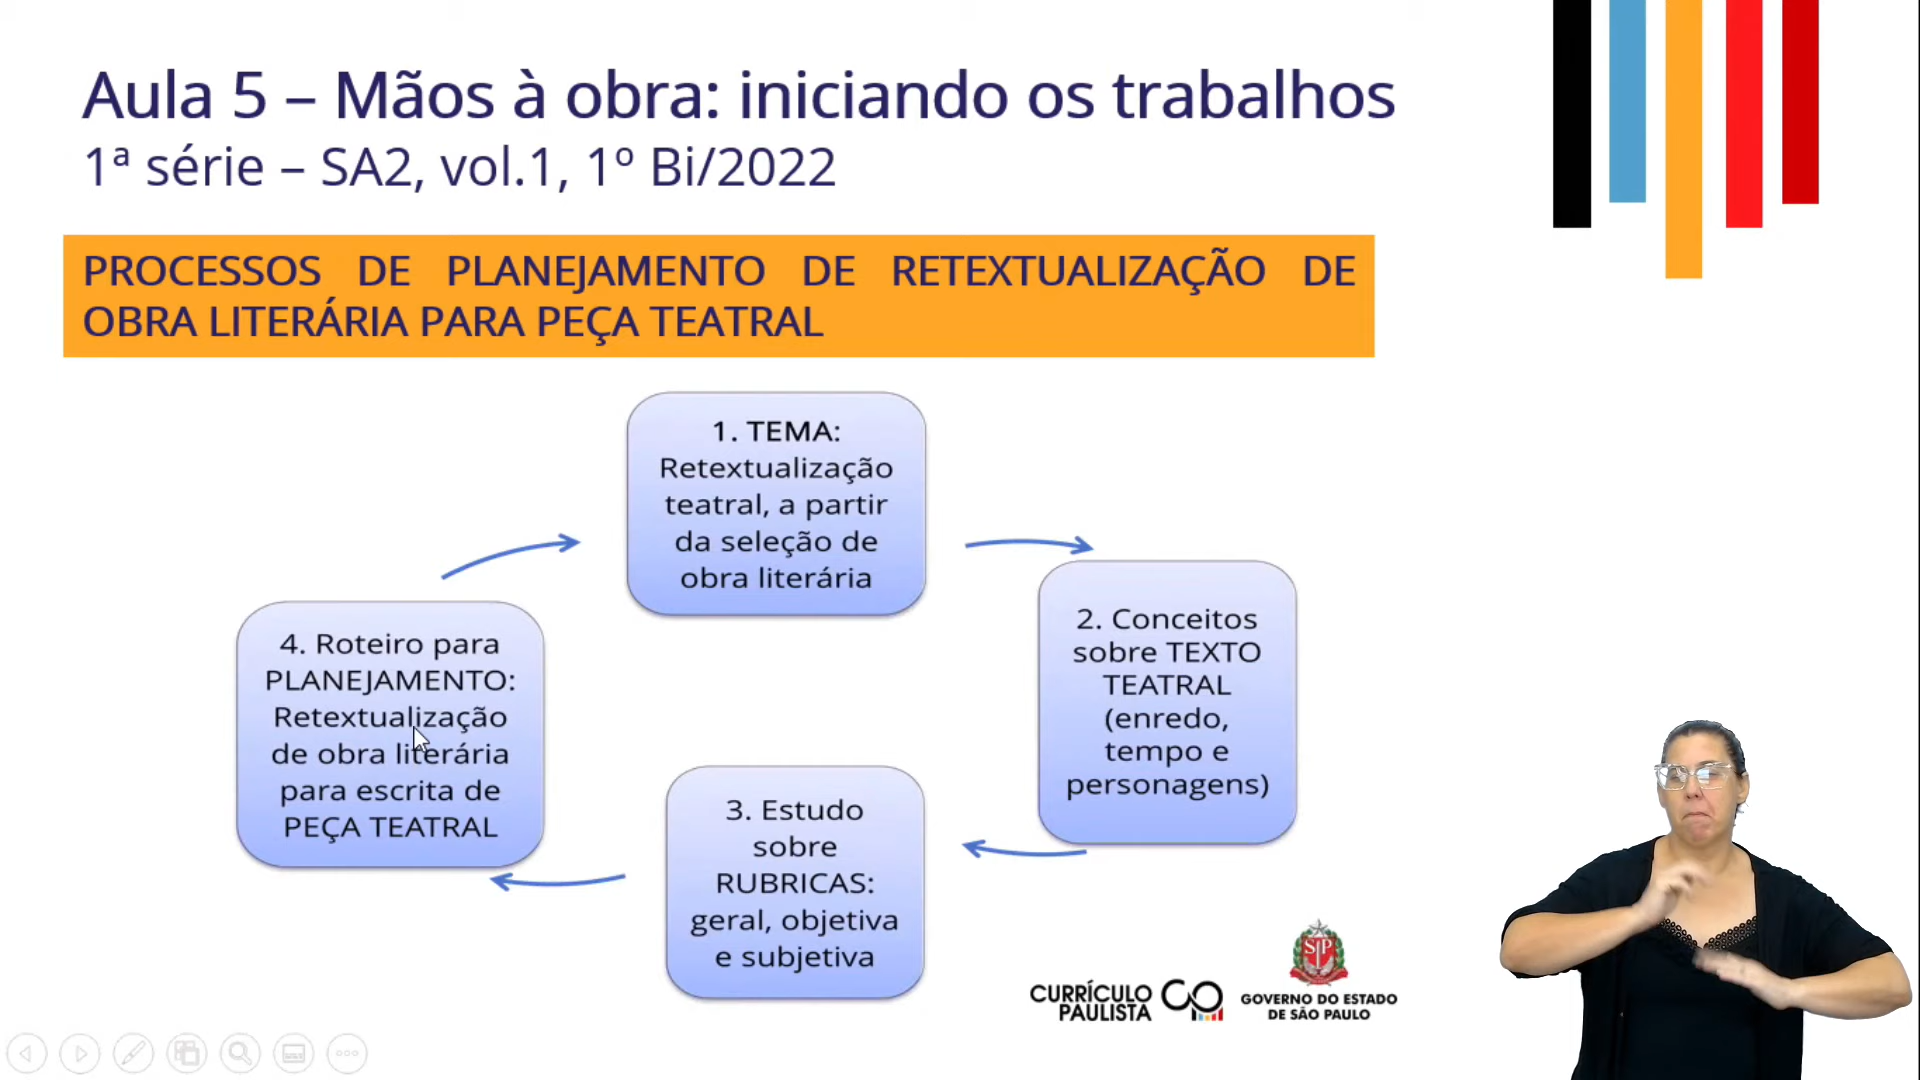 Aula 5 – Mãos à obra: iniciando os trabalhos
1ª série – SA2, vol.1, 1º Bi/2022
PROCESSOS DE PLANEJAMENTO DE RETEXTUALIZAÇÃO DE
OBRA LITERÁRIA PARA PEÇA TEATRAL
1. TEMA:
Retextualização
teatral, a partir
da seleção de
obra literária
2. Conceitos
sobre TEXTO
TEATRAL
(enredo,
tempo e
personagens)
3. Estudo
sobre
RUBRICAS:
geral, objetiva
e subjetiva
4. Roteiro para
PLANEJAMENTO:
Retextualização
de obra literária
para escrita de
PEÇA TEATRAL
CURRÍCULO
PAULISTA
SP
GOVERNO DO ESTADO
DE SÃO PAULO